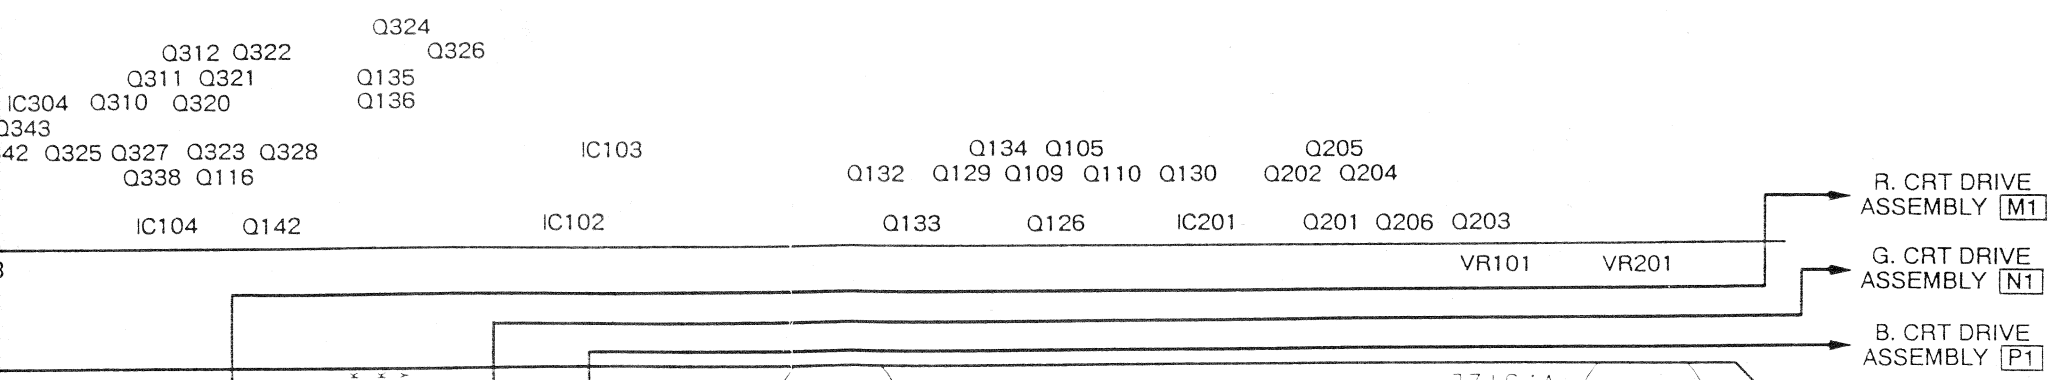 Q324
Q312 Q322 Q326
Q311 Q321 Q135
IC304 Q310 Q320 Q136
Q343
42 Q325 Q327 Q323 Q328 IC103 Q134 Q105 Q205
Q338 Q116 Q132 Q129 Q109 Q110 Q130 Q202 Q204
IC104 Q142 IC102 Q133 Q126 IC201 Q201 Q206 Q203
VR101 VR201
R. CRT DRIVE
ASSEMBLY M1
G. CRT DRIVE
ASSEMBLY N1
B. CRT DRIVE
ASSEMBLY P1